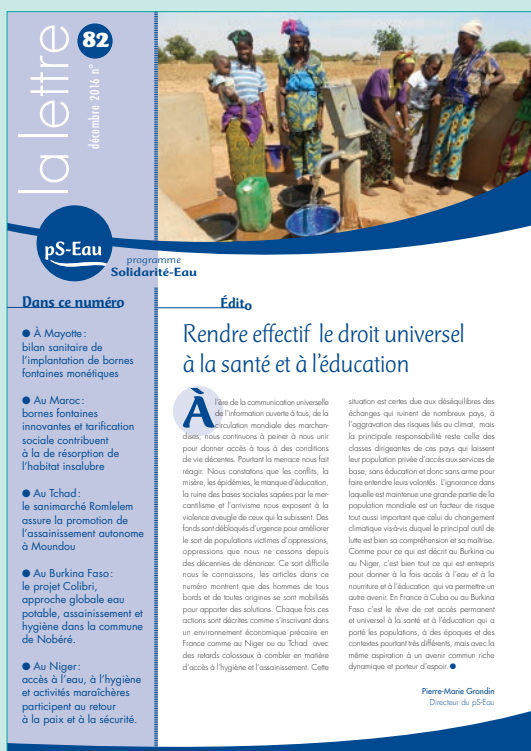 la lettre
82
décembre 2016 n°
pS-Eau
programme
Solidarité-Eau
Dans ce numéro
● À Mayotte :
bilan sanitaire de
l'implantation de bornes
fontaines monétiques
● Au Maroc :
bornes fontaines
innovantes et tarification
sociale contribuent
à la de résorption de
l'habitat insalubre
● Au Tchad :
le sanimarché Romlelem
assure la promotion de
l'assainissement autonome
à Moundou
● Au Burkina Faso :
le projet Colibri,
approche globale eau
potable, assainissement et
hygiène dans la commune
de Nobéré.
● Au Niger :
accès à l'eau, à l'hygiène
et activités maraîchères
participent au retour
à la paix et à la sécurité.
Édito
Rendre effectif le droit universel
à la santé et à l'éducation
À l'ère de la communication universelle
de l'information ouverte à tous, de la
circulation mondiale des marchan-
dises, nous continuons à peiner à nous unir
pour donner accès à tous à des conditions
de vie décentes. Pourtant la menace nous fait
réagir. Nous constatons que les conflits, la
misère, les épidémies, le manque d'éducation,
la ruine des bases sociales sapées par le mer-
cantilisme et l'arrivisme nous exposent à la
violence aveugle de ceux qui la subissent. Des
fonds sont débloqués d'urgence pour améliorer
le sort de populations victimes d'oppressions,
oppressions que nous ne cessons depuis
des décennies de dénoncer. Ce sort difficile
nous le connaissons, les articles dans ce
numéro montrent que des hommes de tous
bords et de toutes origines se sont mobilisés
pour apporter des solutions. Chaque fois ces
actions sont décrites comme s'inscrivant dans
un environnement économique précaire en
France comme au Niger ou au Tchad avec
des retards colossaux à combler en matière
d'accès à l'hygiène et l'assainissement. Cette
situation est certes due aux déséquilibres des
échanges qui ruinent de nombreux pays, à
l'aggravation des risques liés au climat, mais
la principale responsabilité reste celle des
classes dirigeantes de ces pays qui laissent
leur population privée d'accès aux services de
base, sans éducation et donc sans arme pour
faire entendre leurs volontés. L'ignorance dans
laquelle est maintenue une grande partie de la
population mondiale est un facteur de risque
tout aussi important que celui du changement
climatique vis-à-vis duquel le principal outil de
lutte est bien sa compréhension et sa maîtrise.
Comme pour ce qui est décrit au Burkina ou
au Niger, c'est bien tout ce qui est entrepris
pour donner à la fois accès à l'eau et à la
nourriture et à l'éducation qui va permettre un
autre avenir. En France à Cuba ou au Burkina
Faso c'est le rêve de cet accès permanent
et universel à la santé et à l'éducation qui a
porté les populations, à des époques et des
contextes pourtant très différents, mais avec la
même aspiration à un avenir commun riche
dynamique et porteur d'espoir. ●
Pierre-Marie Grondin
Directeur du pS-Eau